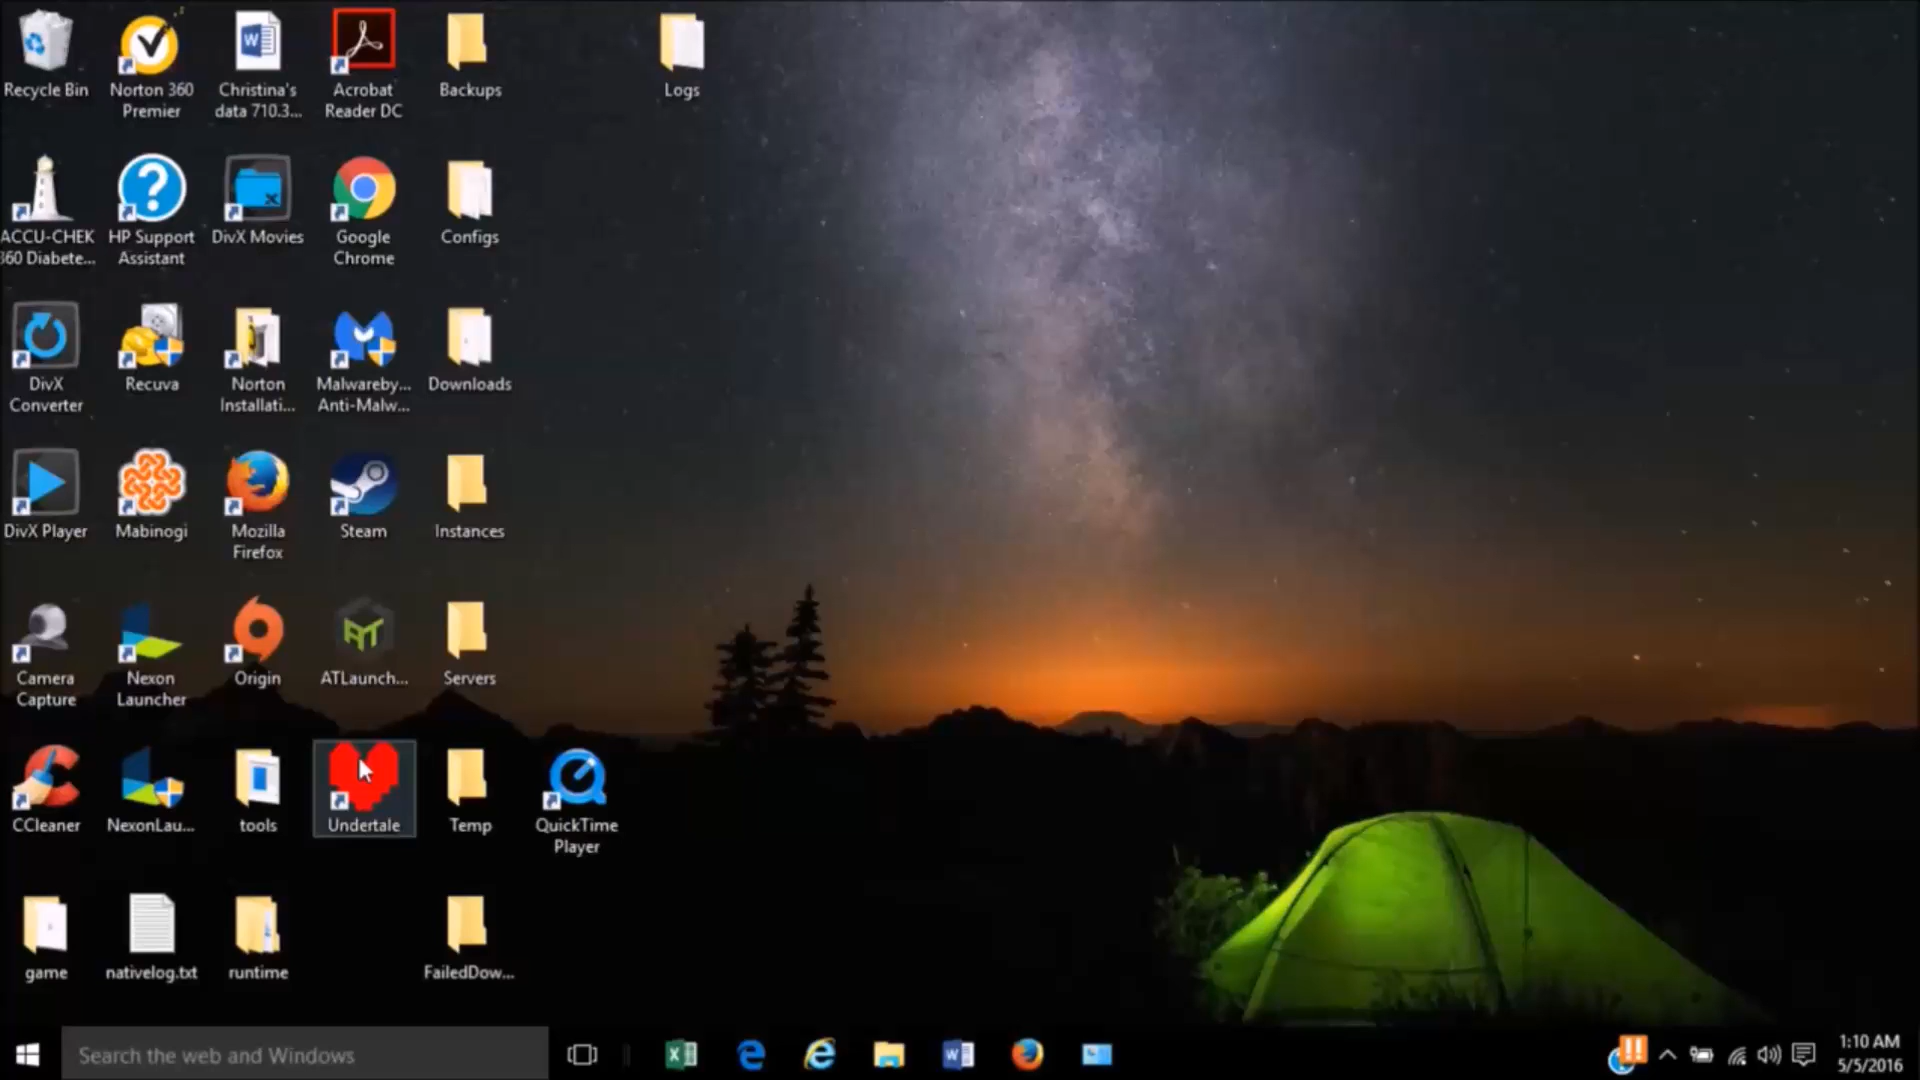 Recycle Bin
Norton 360
Premier
Christina's
data 710.3...
Acrobat
Reader DC
Backups
Logs
ACCU-CHEK
360 Diabete...
HP Support
Assistant
DivX Movies
Google
Chrome
Configs
DivX
Converter
Recuva
Norton
Installati...
Malwareby...
Anti-Malw...
Downloads
DivX Player
Mabinogi
Mozilla
Firefox
Steam
Instances
Camera
Capture
Nexon
Launcher
Origin
ATLaunch...
Servers
CCleaner
NexonLau...
tools
Undertale
Temp
QuickTime
Player
game
nativelog.txt
runtime
FailedDow...
Search the web and Windows
1:10 AM
5/5/2016